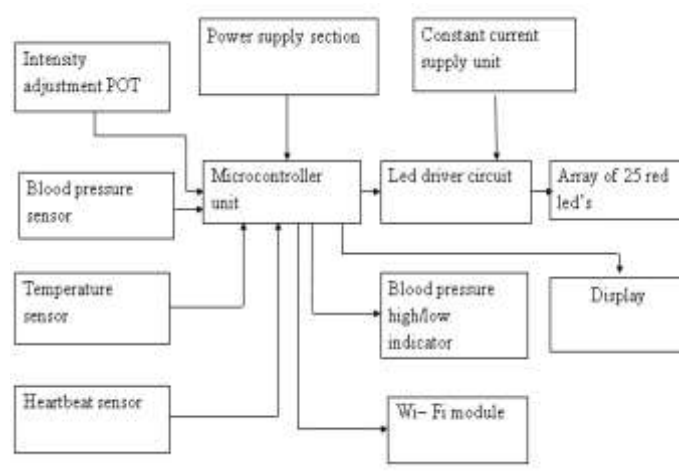 Power supply section
Constant current
supply unit
Intensity
adjustment POT
Microcontroller
unit
Led driver circuit
Array of 25 red
led's
Blood pressure
sensor
Temperature
sensor
Blood pressure
high/low
indicator
Display
Heartbeat sensor
Wi– Fi module